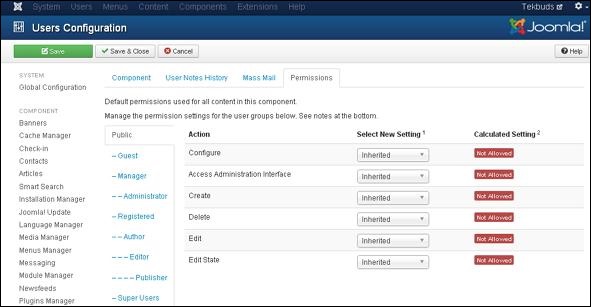 System Users Menus Content Components Extensions Help Tekbuds
Users Configuration Joomla!
Save Save & Close Cancel Help
SYSTEM
Global Configuration
COMPONENT
Banners
Cache Manager
Check-in
Contacts
Articles
Smart Search
Installation Manager
Joomla! Update
Language Manager
Media Manager
Menus Manager
Messaging
Module Manager
Newsfeeds
Plugins Manager
Component User Notes History Mass Mail Permissions
Default permissions used for all content in this component.
Manage the permission settings for the user groups below. See notes at the bottom.
Public
– Guest
– Manager
– – Administrator
– Registered
– – Author
– – – Editor
– – – – Publisher
– Super Users
Action Select New Setting 1 Calculated Setting 2
Configure Inherited Not Allowed
Access Administration Interface Inherited Not Allowed
Create Inherited Not Allowed
Delete Inherited Not Allowed
Edit Inherited Not Allowed
Edit State Inherited Not Allowed